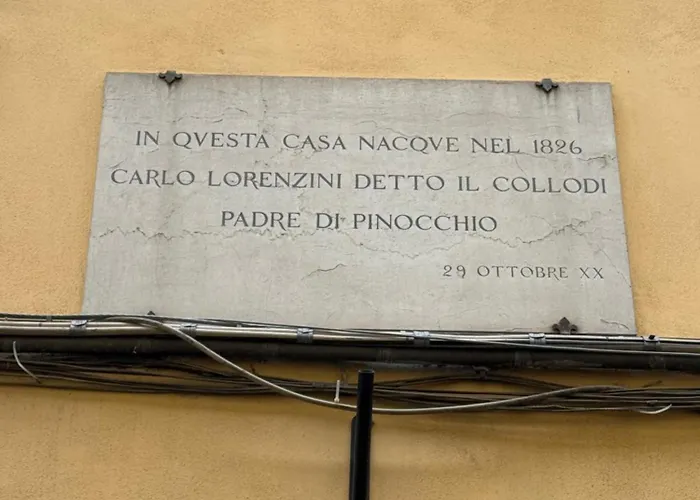 IN QVESTA CASA NACQVE NEL 1826
CARLO LORENZINI DETTO IL COLLODI
PADRE DI PINOCCHIO
29 OTTOBRE XX